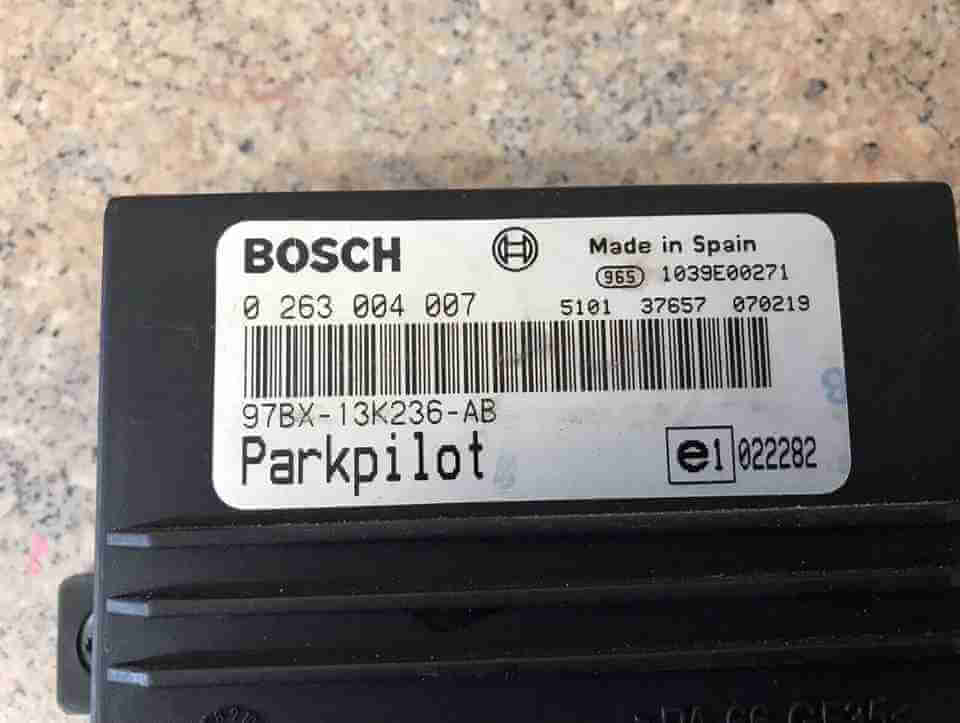 BOSCH
Made in Spain
965 1039E00271
0 263 004 007
5101 37657 070219
97BX-13K236-AB
Parkpilot
e1 022282